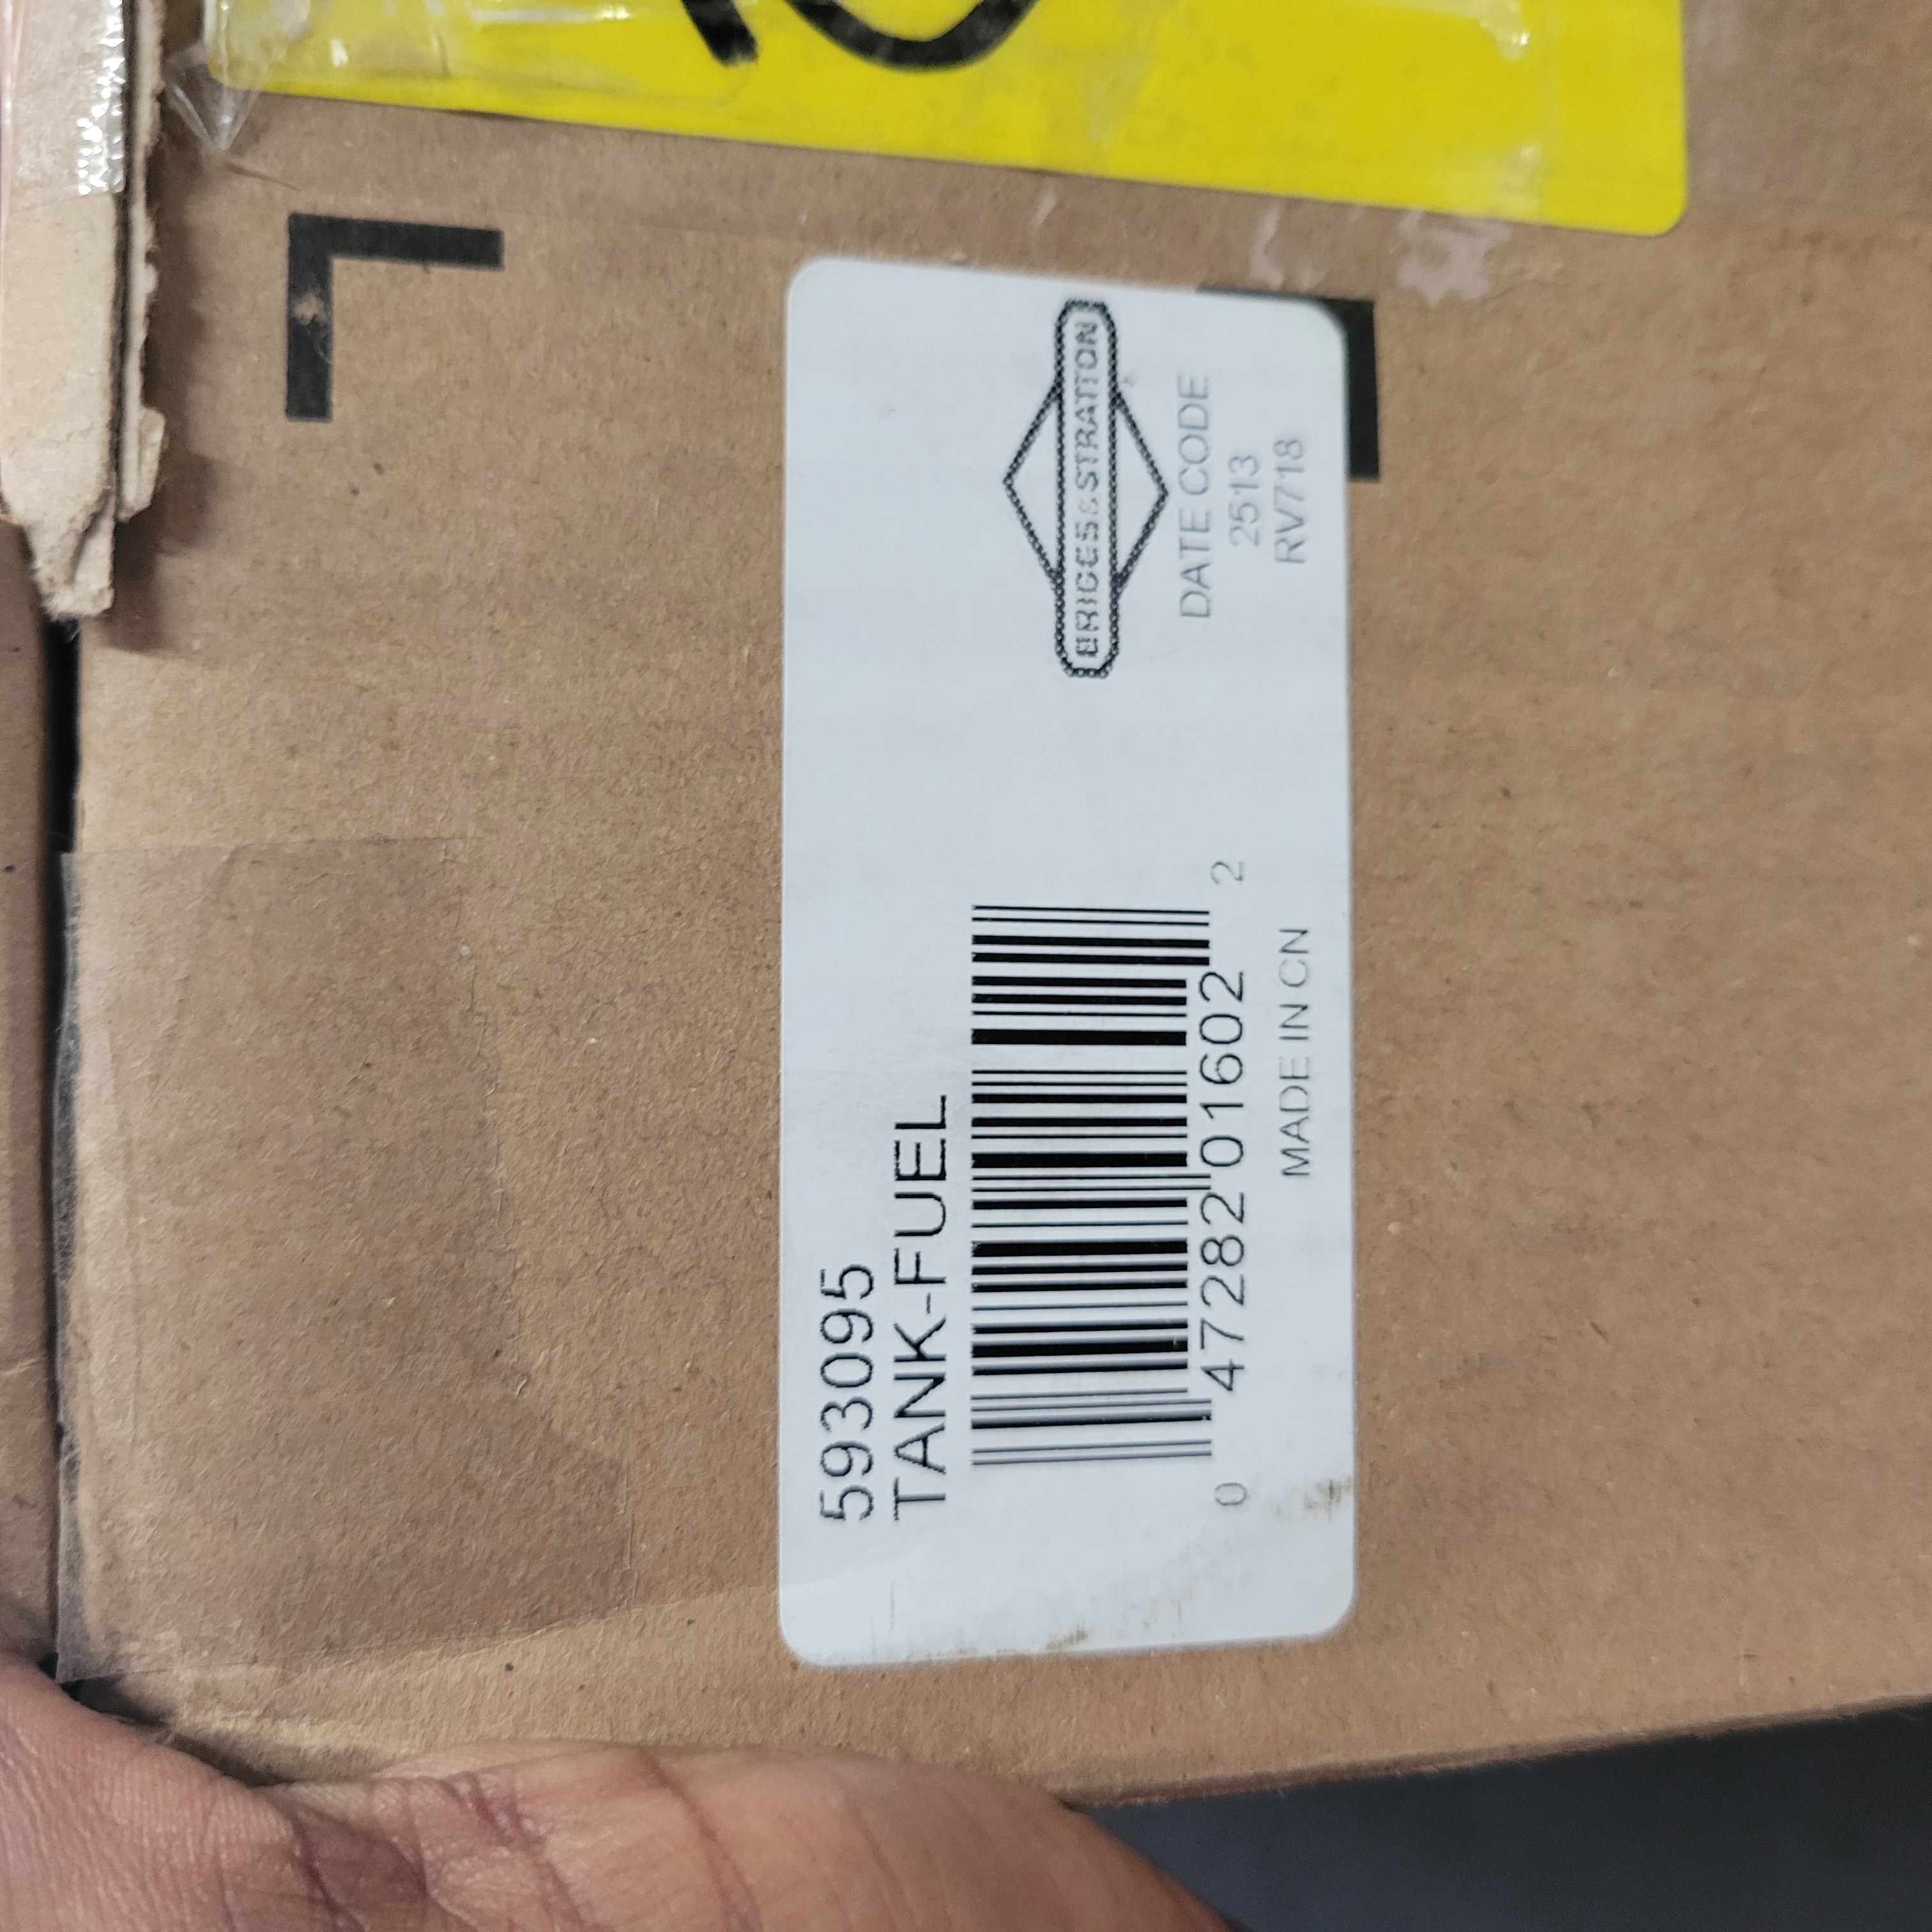 593095
TANK-FUEL
0 47282 01602 2
MADE IN CN
BRIGGS & STRATTON
DATE CODE
2513
RV718